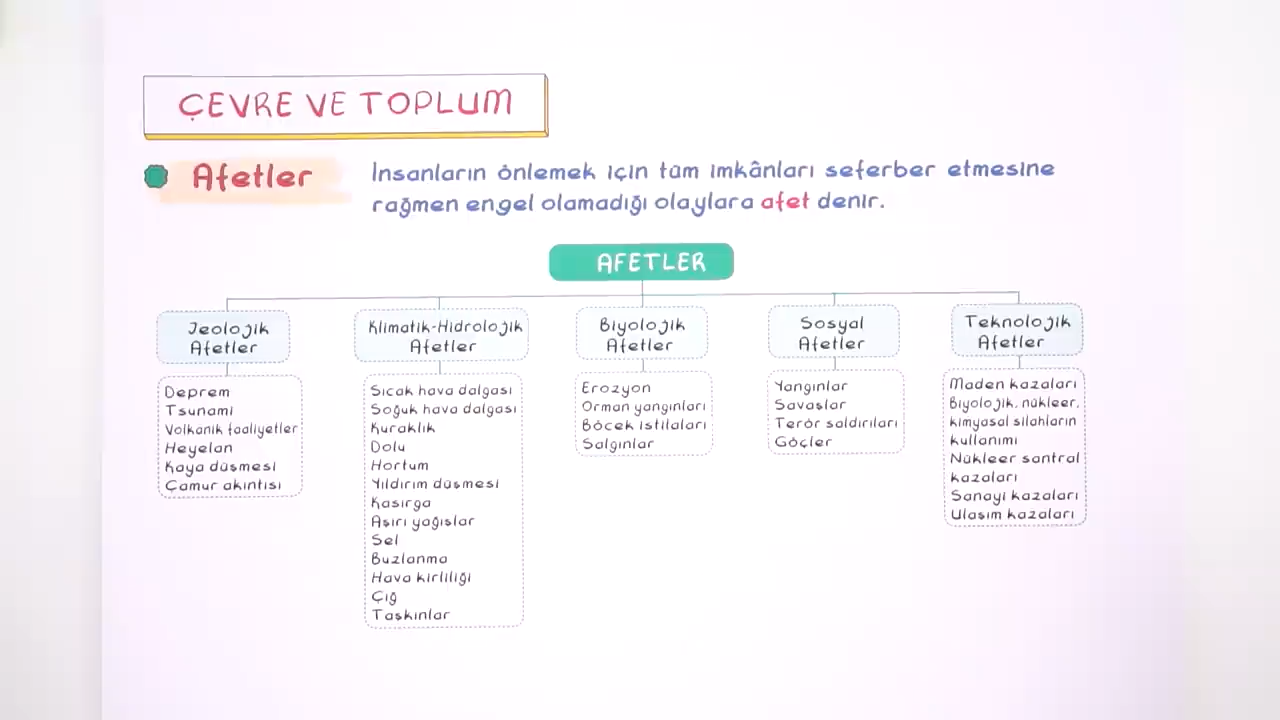 ÇEVRE VE TOPLUM
Afetler
İnsanların önlemek için tüm imkânları seferber etmesine
rağmen engel olamadığı olaylara afet denir.
AFETLER
Jeolojik
Afetler
Deprem
Tsunami
Volkanik faaliyetler
Heyelan
Kaya düşmesi
Çamur akıntısı
Klimatik-Hidrolojik
Afetler
Sıcak hava dalgası
Soğuk hava dalgası
Kuraklık
Dolu
Hortum
Yıldırım düşmesi
Kasırga
Aşırı yağışlar
Sel
Buzlanma
Hava kirliliği
Çığ
Taşkınlar
Biyolojik
Afetler
Erozyon
Orman yangınları
Böcek istilaları
Salgınlar
Sosyal
Afetler
Yangınlar
Savaşlar
Terör saldırıları
Göçler
Teknolojik
Afetler
Maden kazaları
Biyolojik, nükleer,
kimyasal silahların
kullanımı
Nükleer santral
kazaları
Sanayi kazaları
Ulaşım kazaları